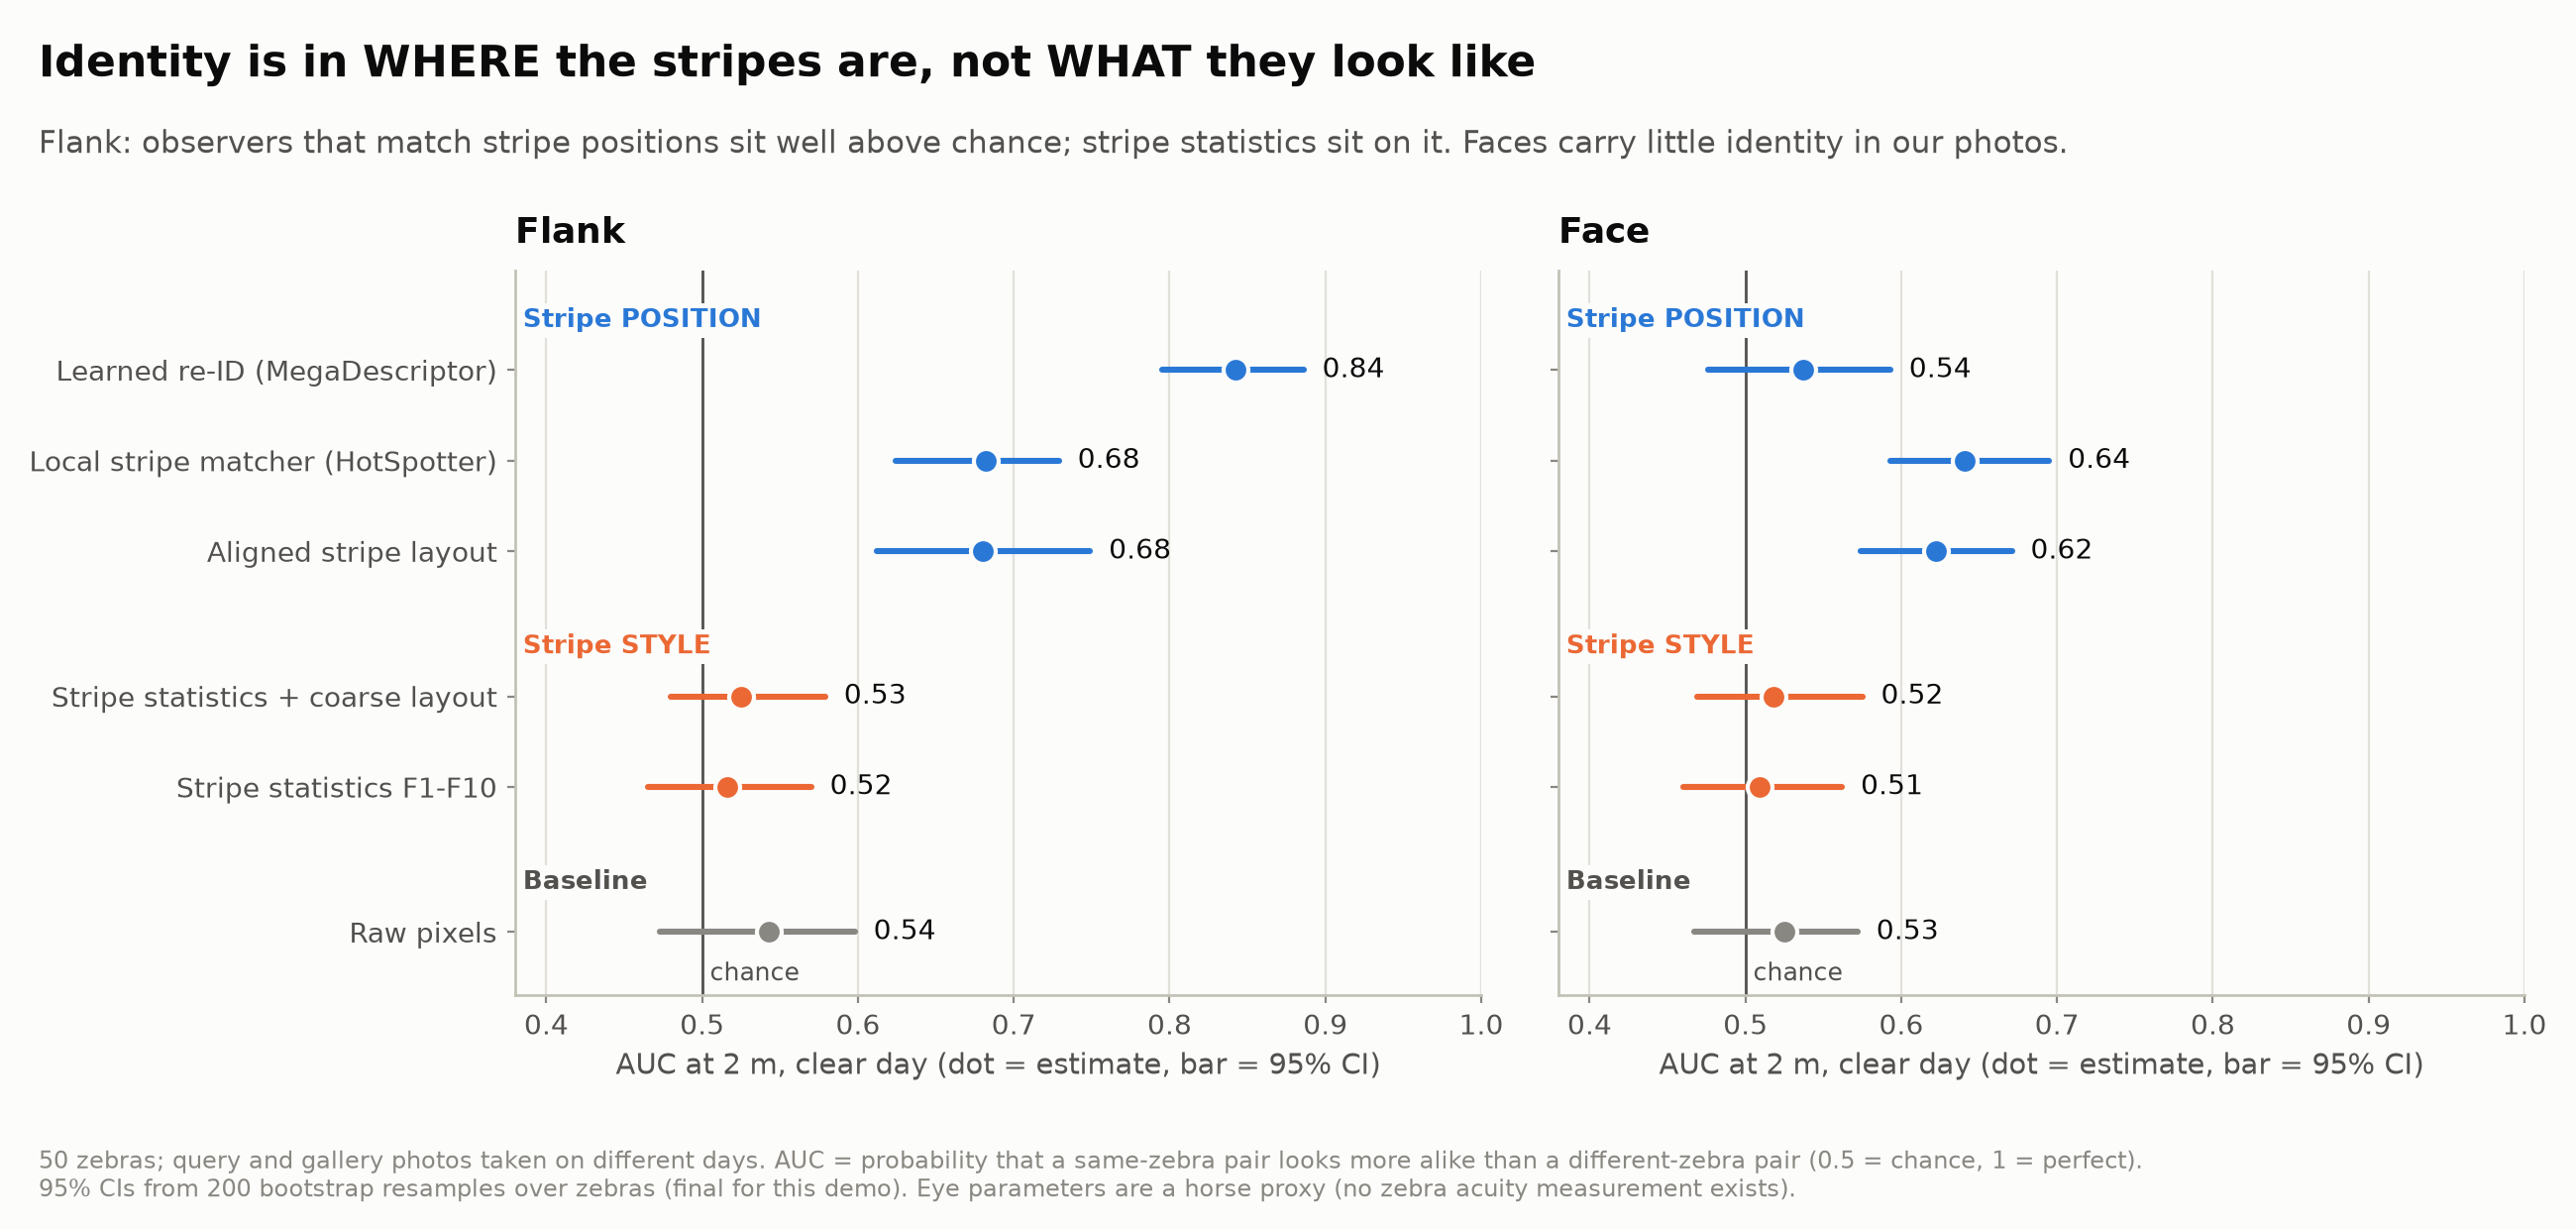 Identity is in WHERE the stripes are, not WHAT they look like
Flank: observers that match stripe positions sit well above chance; stripe statistics sit on it. Faces carry little identity in our photos.
Flank
Stripe POSITION
Learned re-ID (MegaDescriptor)
0.84
Local stripe matcher (HotSpotter)
0.68
Aligned stripe layout
0.68
Stripe STYLE
Stripe statistics + coarse layout
0.53
Stripe statistics F1-F10
0.52
Baseline
Raw pixels
0.54
chance
0.4 0.5 0.6 0.7 0.8 0.9 1.0
AUC at 2 m, clear day (dot = estimate, bar = 95% CI)
Face
Stripe POSITION
0.54
0.64
0.62
Stripe STYLE
0.52
0.51
Baseline
0.53
chance
0.4 0.5 0.6 0.7 0.8 0.9 1.0
AUC at 2 m, clear day (dot = estimate, bar = 95% CI)
50 zebras; query and gallery photos taken on different days. AUC = probability that a same-zebra pair looks more alike than a different-zebra pair (0.5 = chance, 1 = perfect).
95% CIs from 200 bootstrap resamples over zebras (final for this demo). Eye parameters are a horse proxy (no zebra acuity measurement exists).